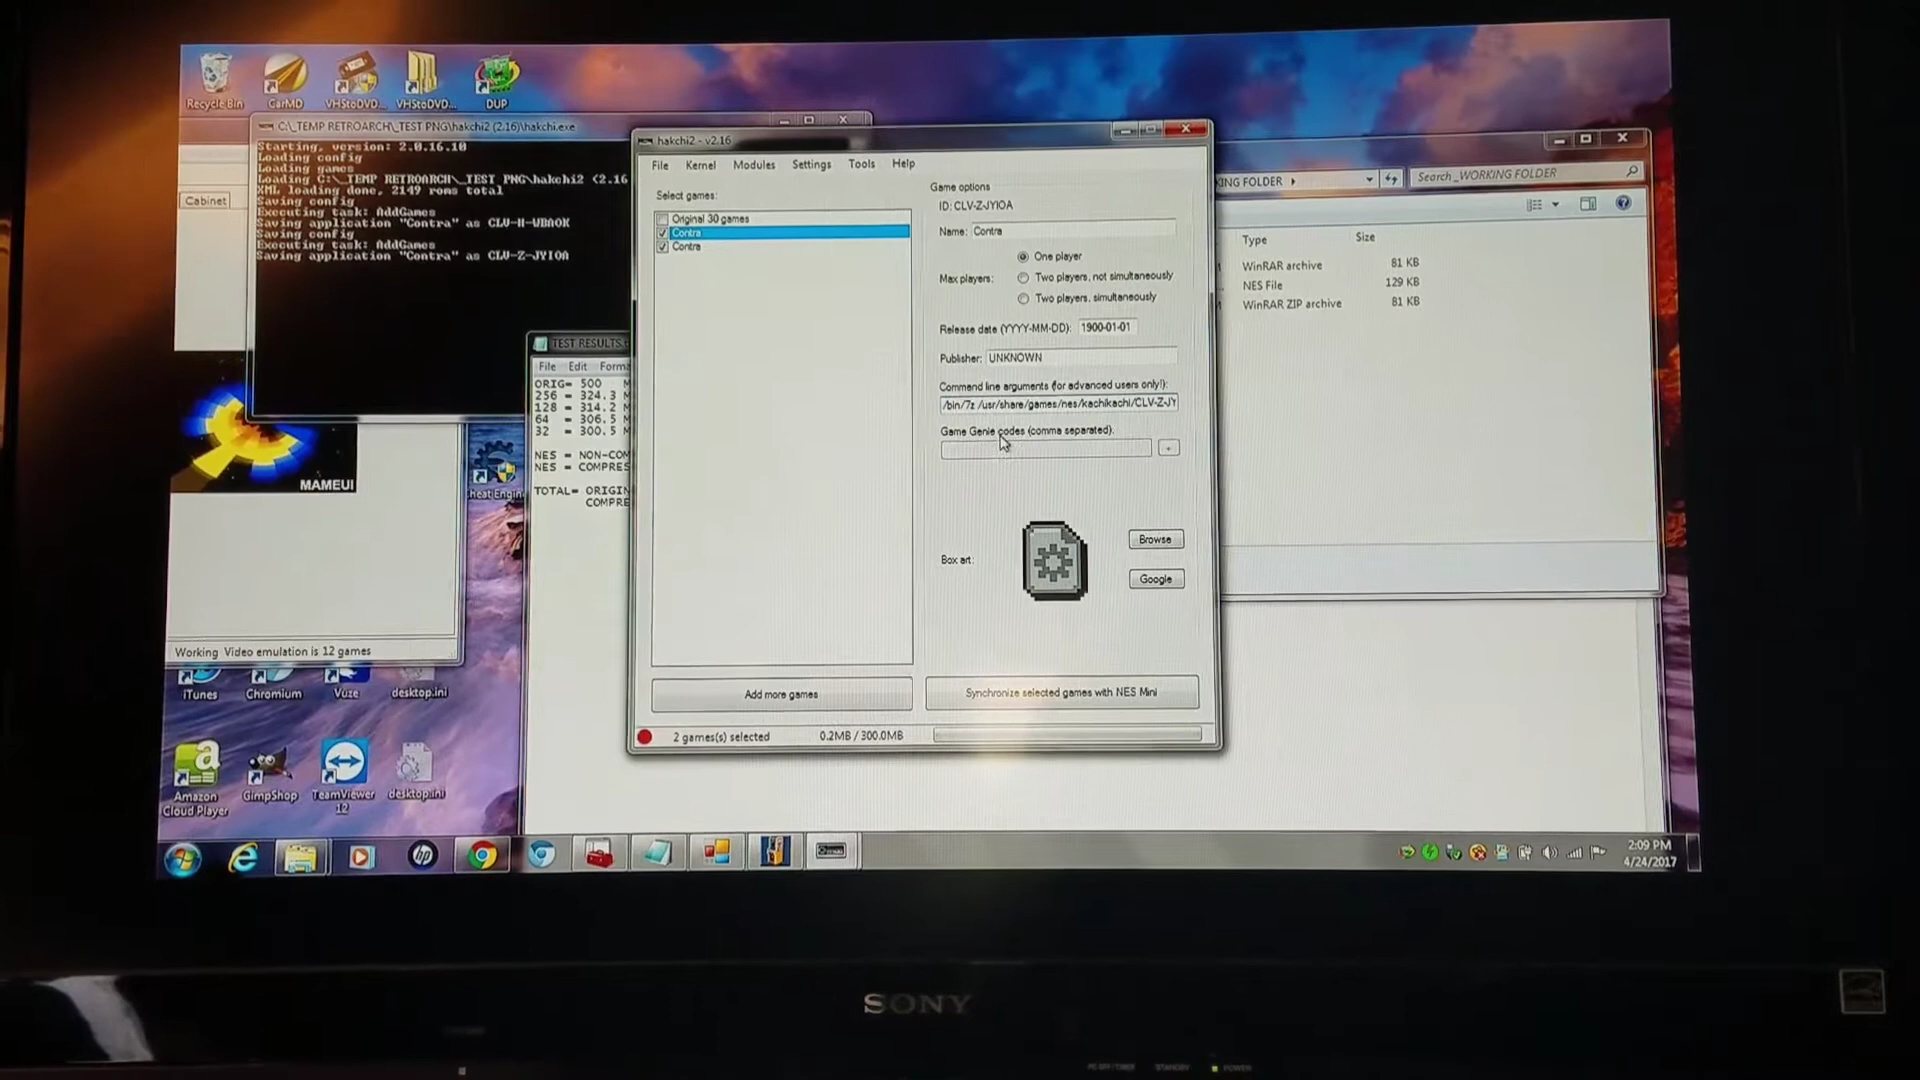 Recycle Bin
CarMD
VHStoDVD...
VHStoDVD...
DUP
C:\_TEMP RETROARCH\_TEST PNG\hakchi2 (2.16)\hakchi.exe
Starting, version: 2.0.16.10
Loading config
Loading games
Loading C:\_TEMP RETROARCH\_TEST PNG\hakchi2 (2.16
XML loading done, 2149 roms total
Saving config
Executing task: AddGames
Saving application "Contra" as CLV-H-WBAOK
Saving config
Executing task: AddGames
Saving application "Contra" as CLV-Z-JYIOA
Cabinet
MAMEUI
Working Video emulation is 12 games
TEST RESULTS.t
File Edit Forma
ORIG= 500 M
256 = 324.3 M
128 = 314.2 M
64 = 306.5 M
32 = 300.5 M
NES = NON-COM
NES = COMPRES
TOTAL= ORIGIN
COMPRE
heat Engin
hakchi2 - v2.16
File Kernel Modules Settings Tools Help
Select games:
Original 30 games
Contra
Contra
Add more games
2 games(s) selected 0.2MB / 300.0MB
Game options
ID: CLV-Z-JYIOA
Name: Contra
Max players:
One player
Two players, not simultaneously
Two players, simultaneously
Release date (YYYY-MM-DD): 1900-01-01
Publisher: UNKNOWN
Command line arguments (for advanced users only!):
/bin/7z /usr/share/games/nes/kachikachi/CLV-Z-JY
Game Genie codes (comma separated):
Box art:
Browse
Google
Synchronize selected games with NES Mini
KING FOLDER
Search _WORKING FOLDER
Type Size
WinRAR archive 81 KB
NES File 129 KB
WinRAR ZIP archive 81 KB
iTunes
Chromium
Vuze
desktop.ini
Amazon
Cloud Player
GimpShop
TeamViewer
12
desktop.ini
hp
2:09 PM
4/24/2017
SONY
STANDBY
POWER